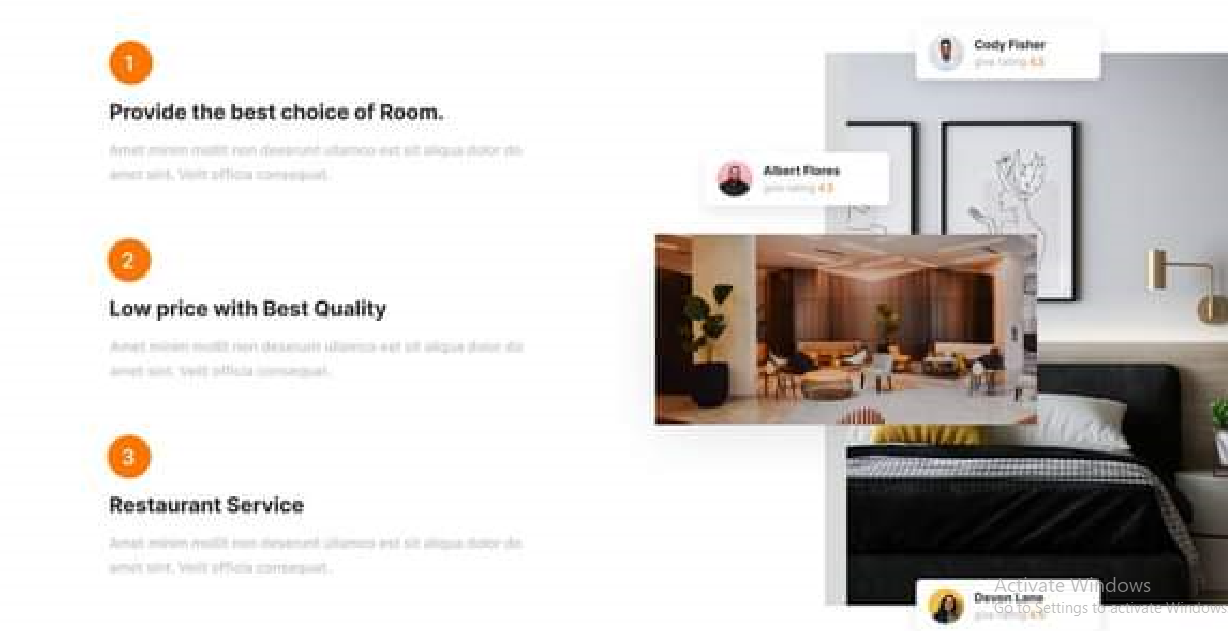 1
Provide the best choice of Room.
Amet minim mollit non deserunt ullamco est sit aliqua dolor do
amet sint. Velit officia consequat.
2
Low price with Best Quality
Amet minim mollit non deserunt ullamco est sit aliqua dolor do
amet sint. Velit officia consequat.
3
Restaurant Service
Amet minim mollit non deserunt ullamco est sit aliqua dolor do
amet sint. Velit officia consequat.
Cody Fisher
give rating 4.5
Albert Flores
give rating 4.5
Devon Lane
give rating 4.5
Activate Windows
Go to Settings to activate Windows